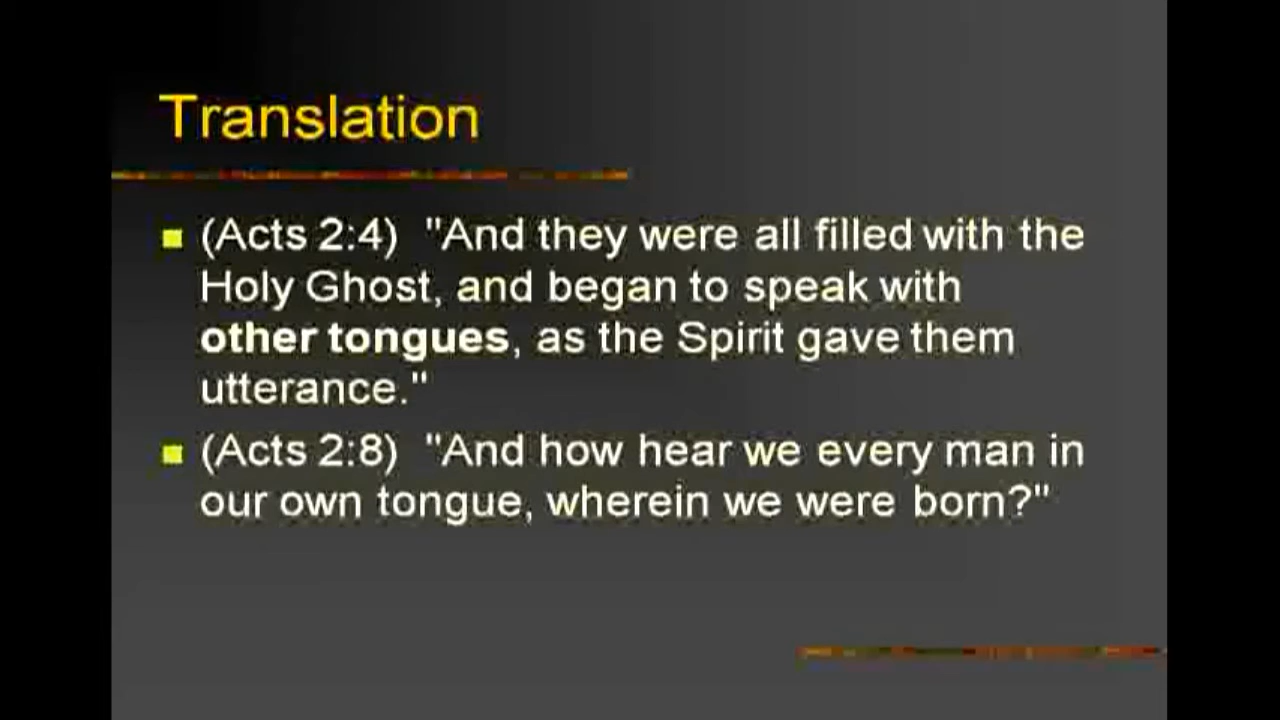 Translation
(Acts 2:4) "And they were all filled with the
Holy Ghost, and began to speak with
other tongues, as the Spirit gave them
utterance."
(Acts 2:8) "And how hear we every man in
our own tongue, wherein we were born?"